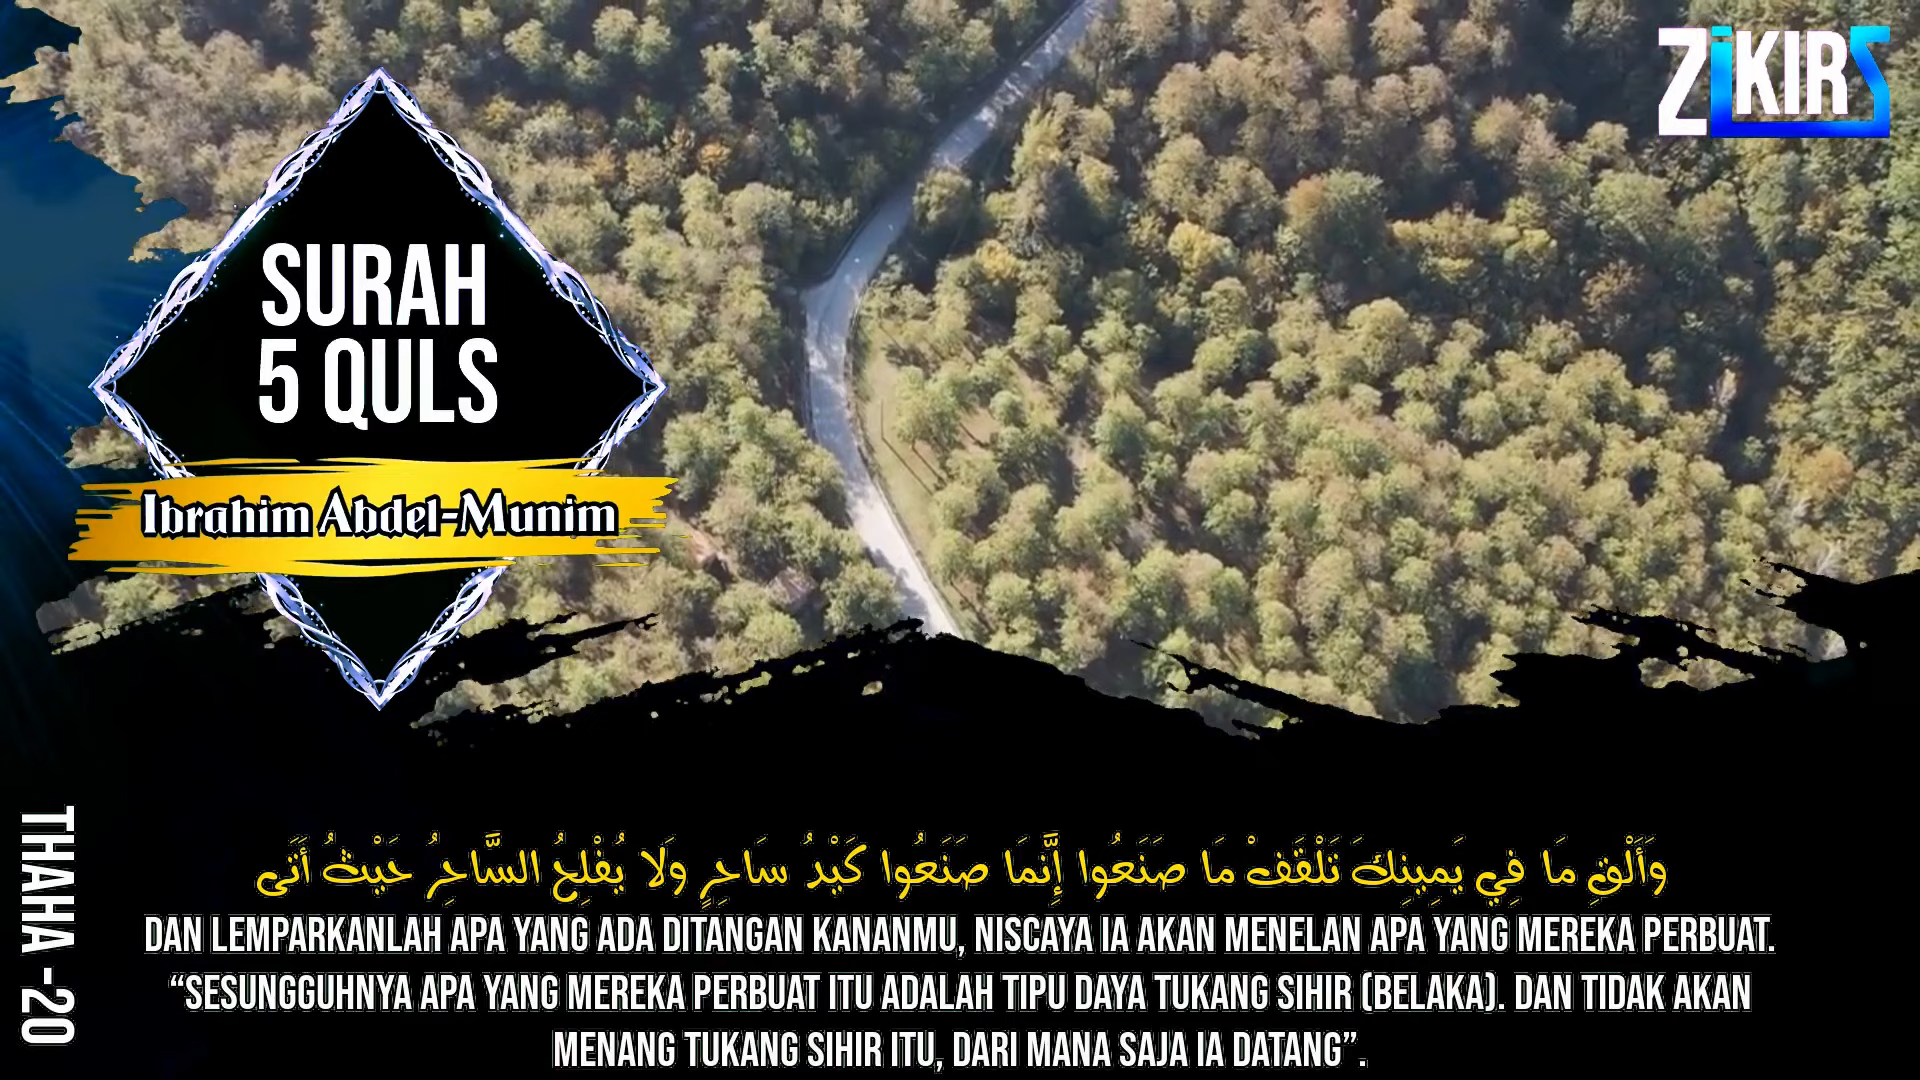 ZiKIRS
SURAH
5 QULS
Ibrahim Abdel-Munim
THAHA -20
وَأَلْقِ مَا فِي يَمِينِكَ تَلْقَفْ مَا صَنَعُوا إِنَّمَا صَنَعُوا كَيْدُ سَاحِرٍ وَلَا يُفْلِحُ السَّاحِرُ حَيْثُ أَتَى
DAN LEMPARKANLAH APA YANG ADA DITANGAN KANANMU, NISCAYA IA AKAN MENELAN APA YANG MEREKA PERBUAT.
“SESUNGGUHNYA APA YANG MEREKA PERBUAT ITU ADALAH TIPU DAYA TUKANG SIHIR (BELAKA). DAN TIDAK AKAN
MENANG TUKANG SIHIR ITU, DARI MANA SAJA IA DATANG”.